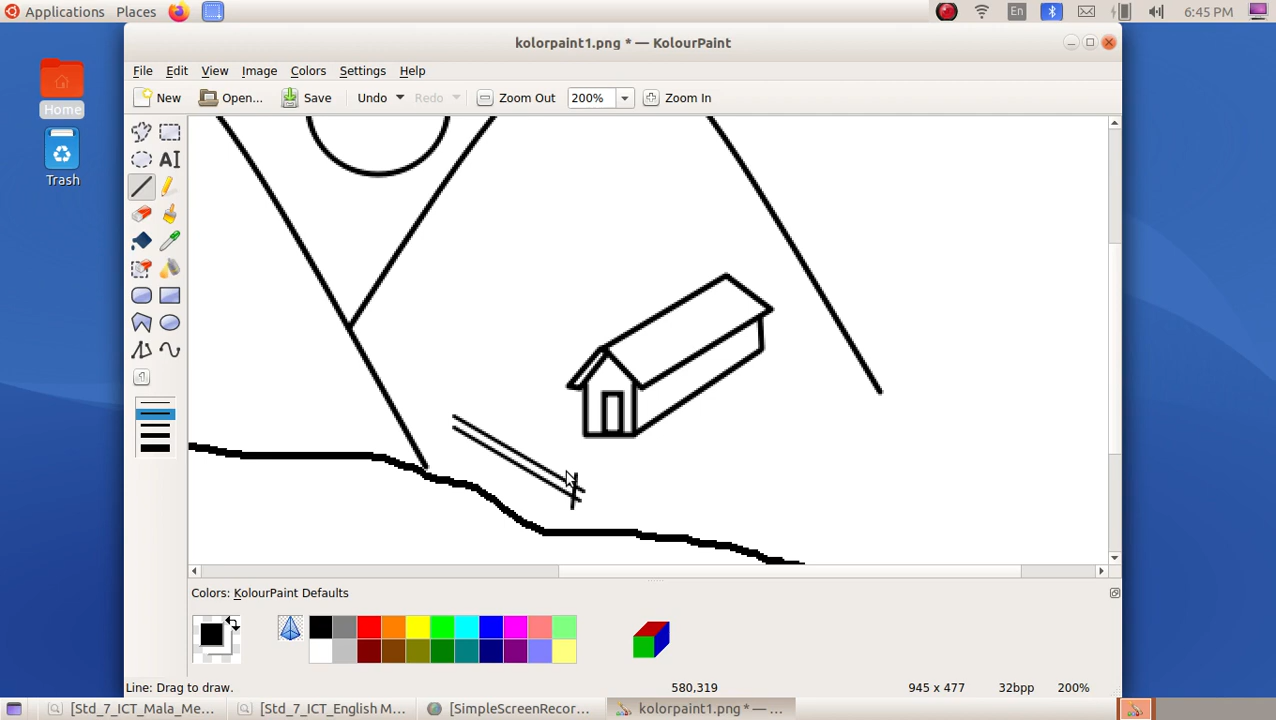 Applications Places En 6:45 PM
kolorpaint1.png * — KolourPaint
Home
Trash
File Edit View Image Colors Settings Help
New Open... Save Undo Redo Zoom Out 200% Zoom In
A
Colors: KolourPaint Defaults
Line: Drag to draw. 580,319 945 x 477 32bpp 200%
[Std_7_ICT_Mala_Me... [Std_7_ICT_English M... [SimpleScreenRecor... kolorpaint1.png * — ...